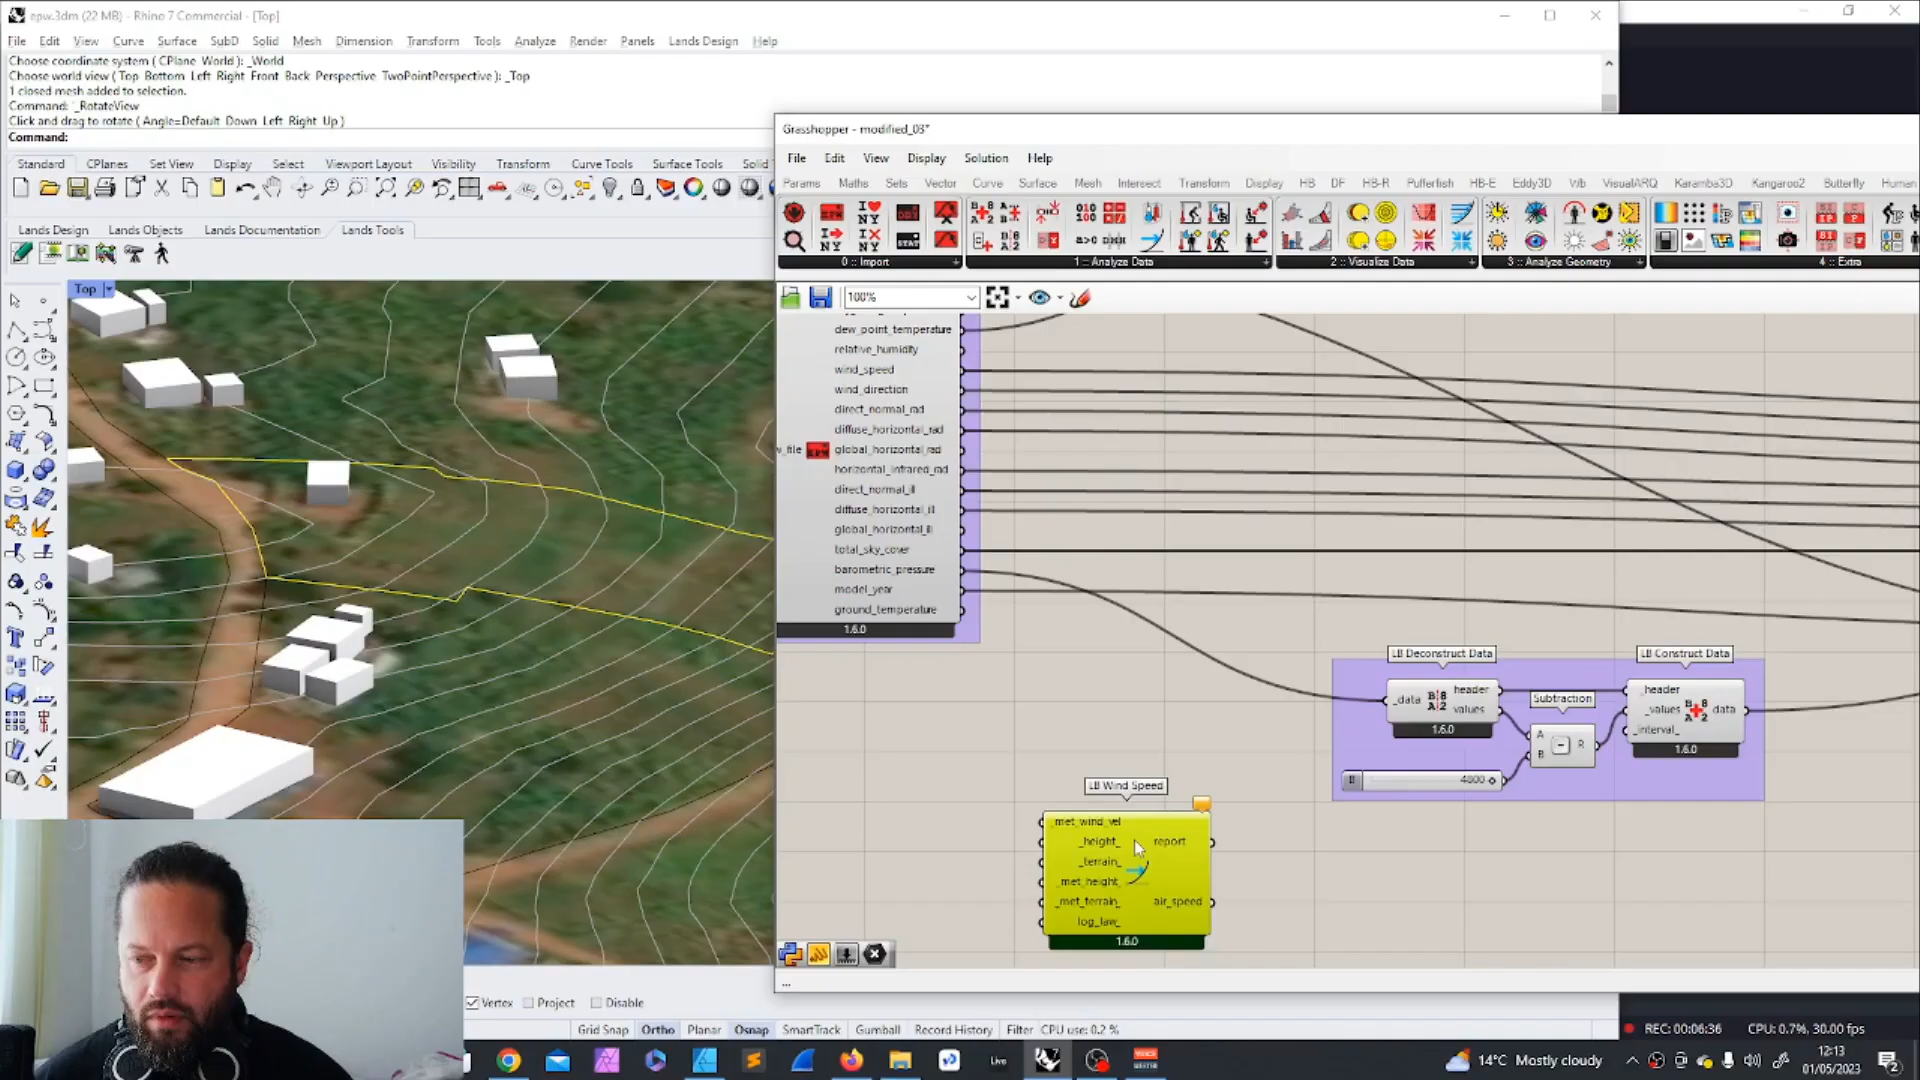 epw.3dm (22 MB) - Rhino 7 Commercial - [Top]
File Edit View Curve Surface SubD Solid Mesh Dimension Transform Tools Analyze Render Panels Lands Design Help
Choose coordinate system ( CPlane World ): _World
Choose world view ( Top Bottom Left Right Front Back Perspective TwoPointPerspective ): _Top
1 closed mesh added to selection.
Command: '_RotateView
Click and drag to rotate ( Angle=Default Down Left Right Up )
Command:
Standard CPlanes Set View Display Select Viewport Layout Visibility Transform Curve Tools Surface Tools Solid
Lands Design Lands Objects Lands Documentation Lands Tools
Top
Grasshopper - modified_03*
File Edit View Display Solution Help
Params Maths Sets Vector Curve Surface Mesh Intersect Transform Display HB DF HB-R Pufferfish HB-E Eddy3D Vib VisualARQ Karamba3D Kangaroo2 Butterfly Human
0 :: Import 1 :: Analyze Data 2 :: Visualize Data 3 :: Analyze Geometry 4 :: Extra
100%
dew_point_temperature
relative_humidity
wind_speed
wind_direction
direct_normal_rad
diffuse_horizontal_rad
global_horizontal_rad
horizontal_infrared_rad
direct_normal_ill
diffuse_horizontal_ill
global_horizontal_ill
total_sky_cover
barometric_pressure
model_year
ground_temperature
1.6.0
LB Deconstruct Data
_data header
values
1.6.0
Subtraction
A
B
R
4800
LB Construct Data
_header
_values data
_interval_
1.6.0
LB Wind Speed
_met_wind_vel
_height_ report
_terrain_
_met_height_
_met_terrain_ air_speed
log_law_
1.6.0
...
Vertex Project Disable
Grid Snap Ortho Planar Osnap SmartTrack Gumball Record History Filter CPU use: 0.2 %
REC: 00:06:36 CPU: 0.7%, 30.00 fps
Live
14°C Mostly cloudy
12:13
01/05/2023
2